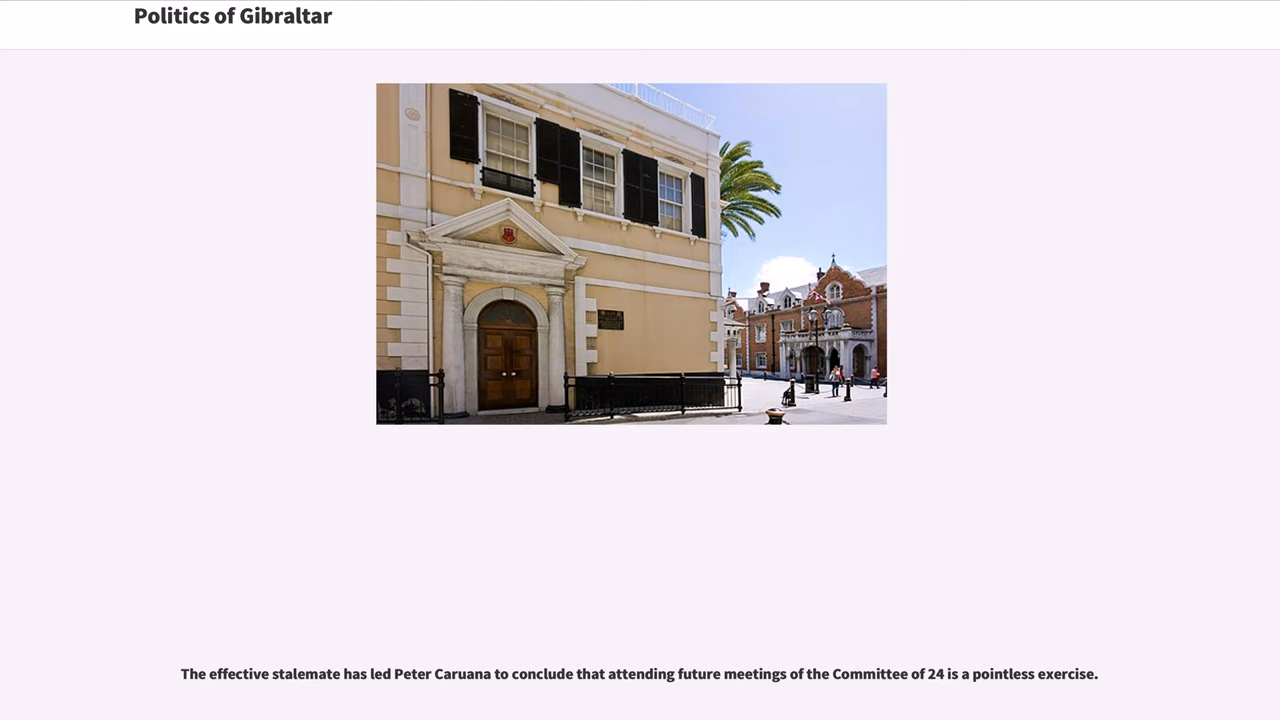 Politics of Gibraltar
The effective stalemate has led Peter Caruana to conclude that attending future meetings of the Committee of 24 is a pointless exercise.